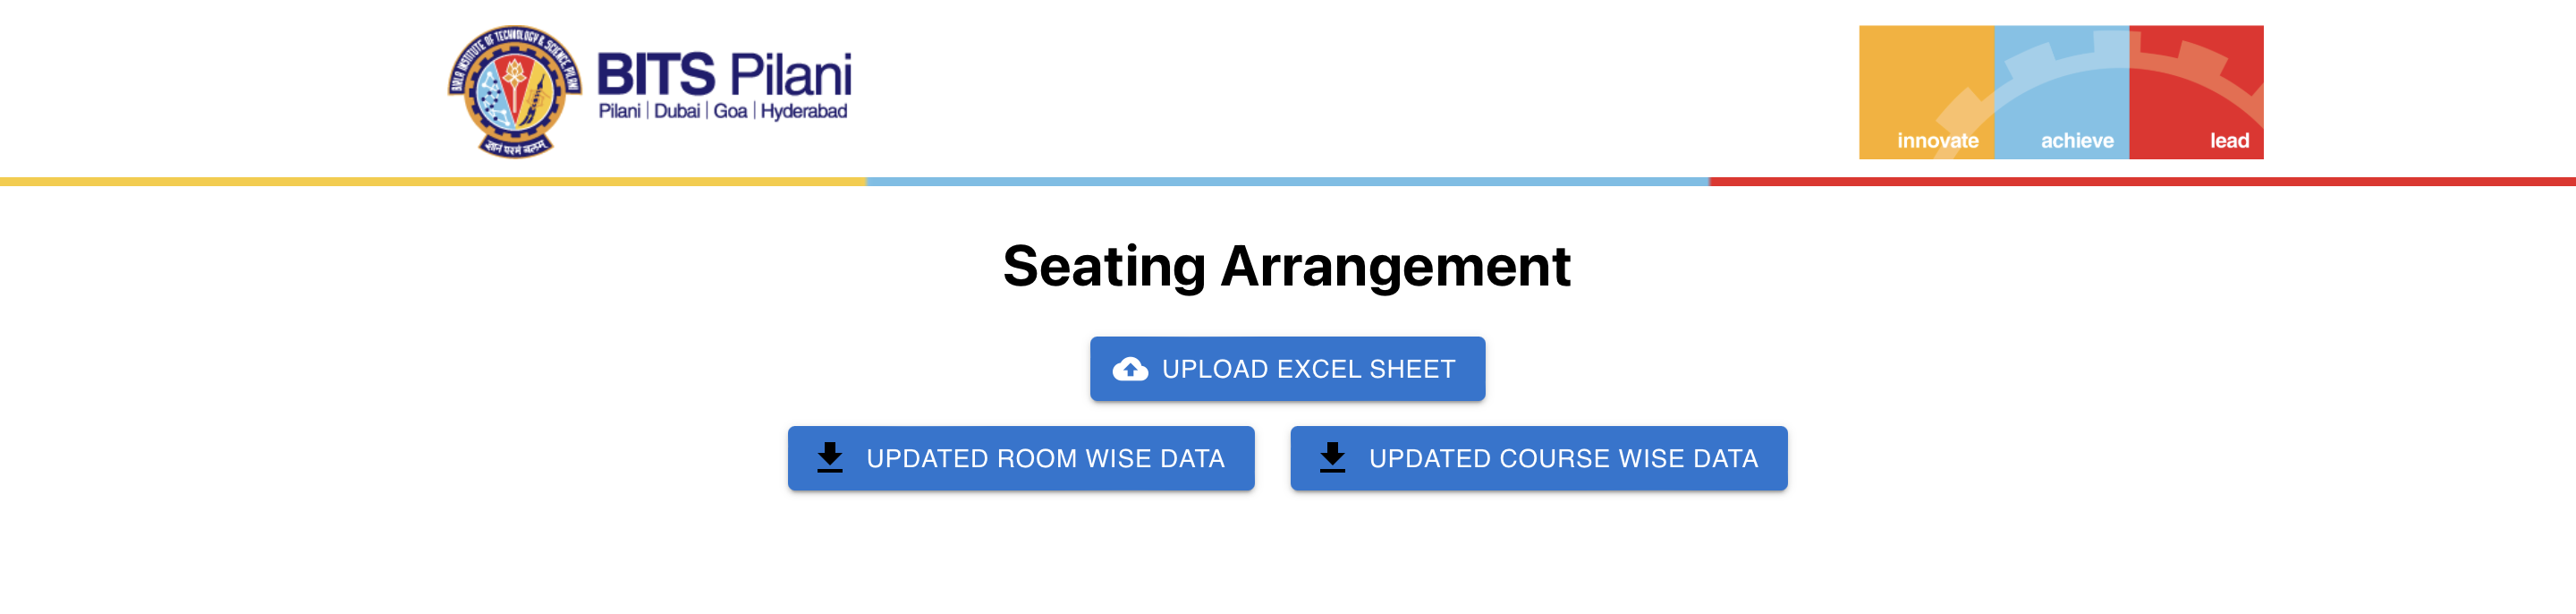 BIRLA INSTITUTE OF TECHNOLOGY & SCIENCE, PILANI
ज्ञानं परमं बलम्
BITS Pilani
Pilani | Dubai | Goa | Hyderabad
innovate achieve lead
Seating Arrangement
UPLOAD EXCEL SHEET
UPDATED ROOM WISE DATA UPDATED COURSE WISE DATA